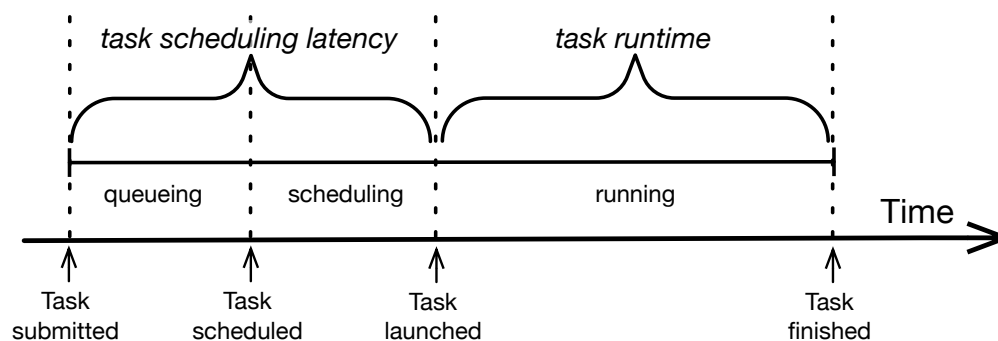 task scheduling latency
task runtime
queueing
scheduling
running
Time
Task
submitted
Task
scheduled
Task
launched
Task
finished